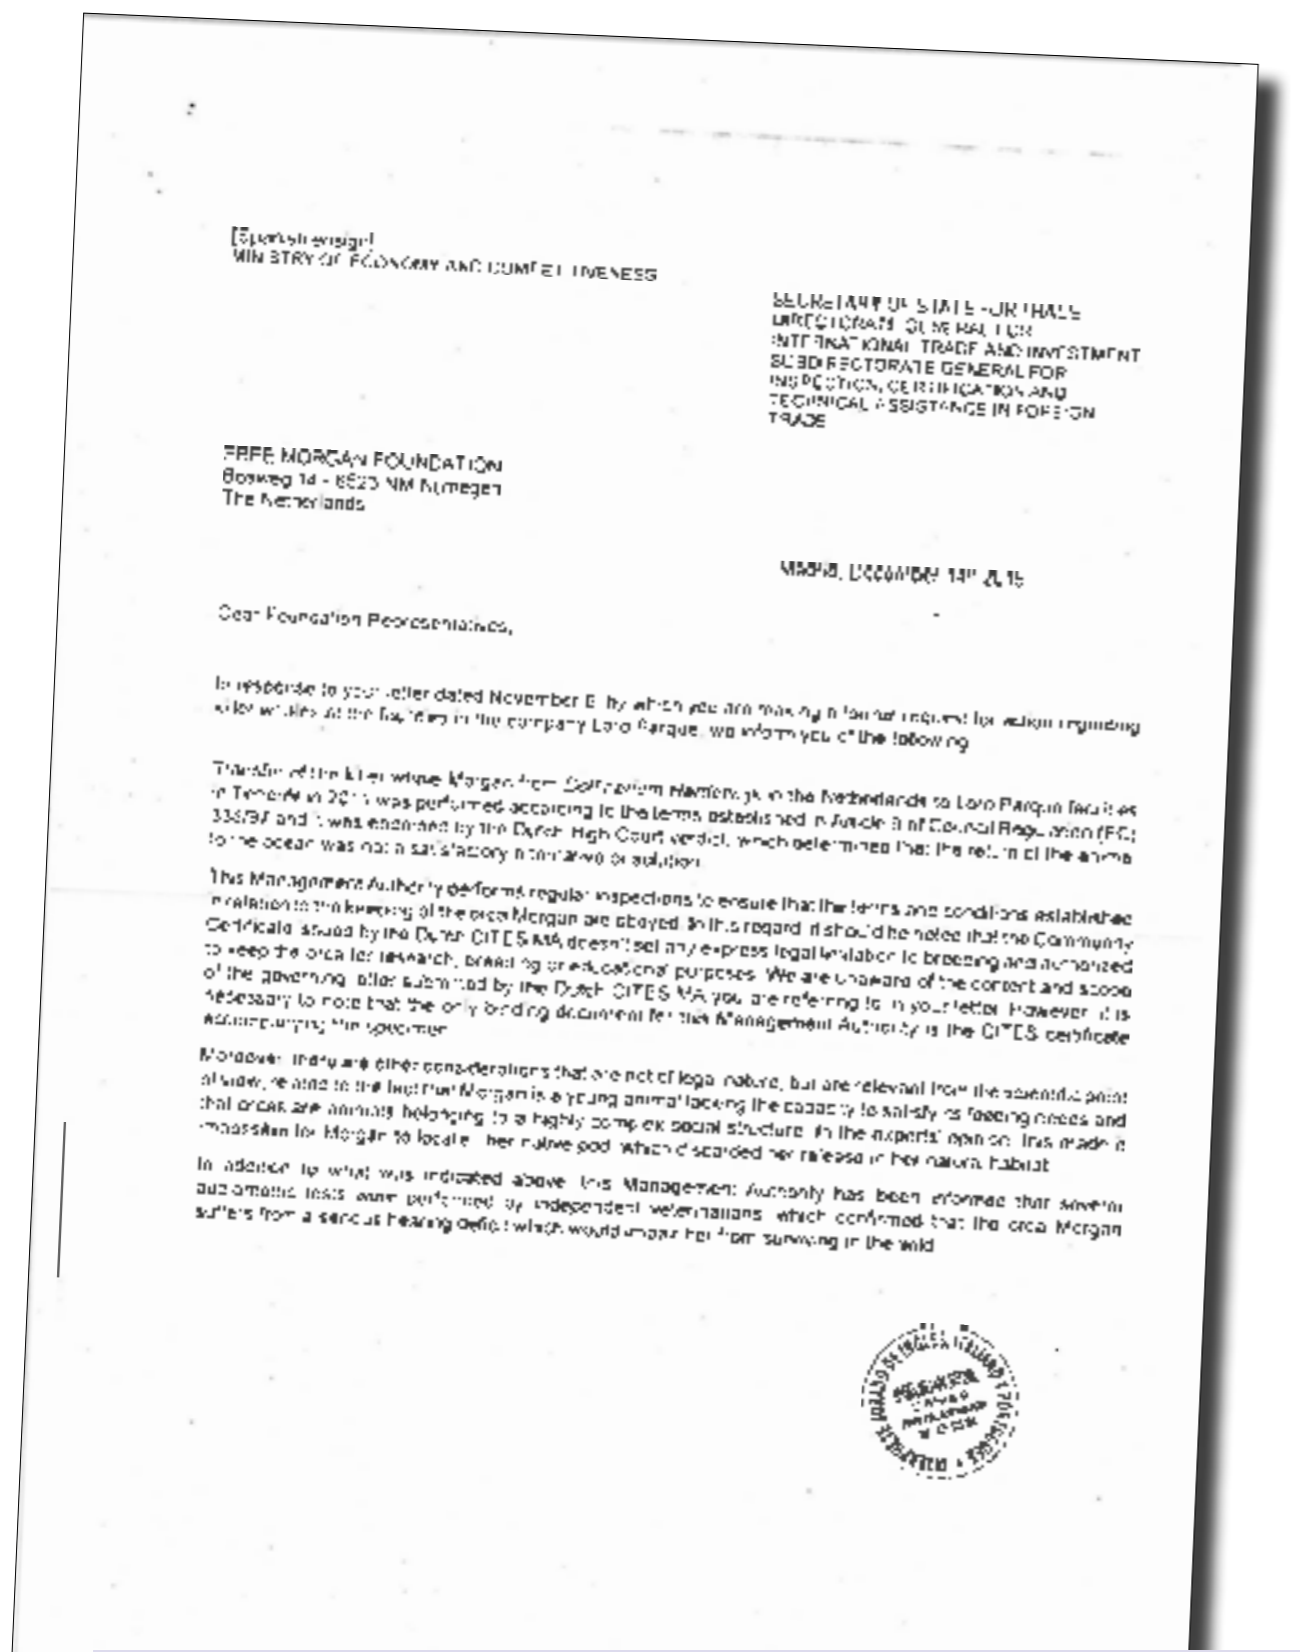 [Spanish ensign]
MINISTRY OF ECONOMY AND COMPETITIVENESS
SECRETARY OF STATE FOR TRADE
DIRECTORATE GENERAL FOR
INTERNATIONAL TRADE AND INVESTMENT
SUBDIRECTORATE GENERAL FOR
INSPECTION, CERTIFICATION AND
TECHNICAL ASSISTANCE IN FOREIGN
TRADE
FREE MORGAN FOUNDATION
Bosweg 14 - 6523 NM Nijmegen
The Netherlands
Madrid, December 14th 2015
Dear Foundation Representatives,
In response to your letter dated November by which you are making a formal request for action regarding
killer whales at the facilities in the company Loro Parque, we inform you of the following
Transfer of the killer whale Morgan from Dolfinarium Harderwijk in the Netherlands to Loro Parque facilities
in Tenerife in 2011 was performed according to the terms established in Article of Council Regulation (EC)
338/97 and it was endorsed by the Dutch High Court verdict, which determined that the return of the animal
to the ocean was not a satisfactory alternative or solution.
This Management Authority performs regular inspections to ensure that the terms and conditions established
in relation to the keeping of the orca Morgan are obeyed. In this regard, it should be noted that the Community
Certificate issued by the Dutch CITES MA doesn't set any express legal limitation to breeding and authorized
to keep the orca for research, breeding or educational purposes. We are unaware of the content and scope
of the governing letter submitted by the Dutch CITES MA you are referring to in your letter. However, it is
necessary to note that the only binding document for this Management Authority is the CITES certificate
accompanying the specimen.
Moreover, there are other considerations that are not of legal nature, but are relevant from the scientific point
of view, related to the fact that Morgan is a young animal lacking the capacity to satisfy its feeding needs and
that orcas are animals belonging to a highly complex social structure. In the experts' opinion, this made it
impossible for Morgan to locate her native pod, which discarded her release in her natural habitat.
In addition to what was indicated above, this Management Authority has been informed that several
audiometric tests were performed by independent veterinarians, which confirmed that the orca Morgan
suffers from a serious hearing deficit which would impair her from surviving in the wild.
INTERPRETE JURADO DE INGLES, ITALIANO Y PORTUGUES